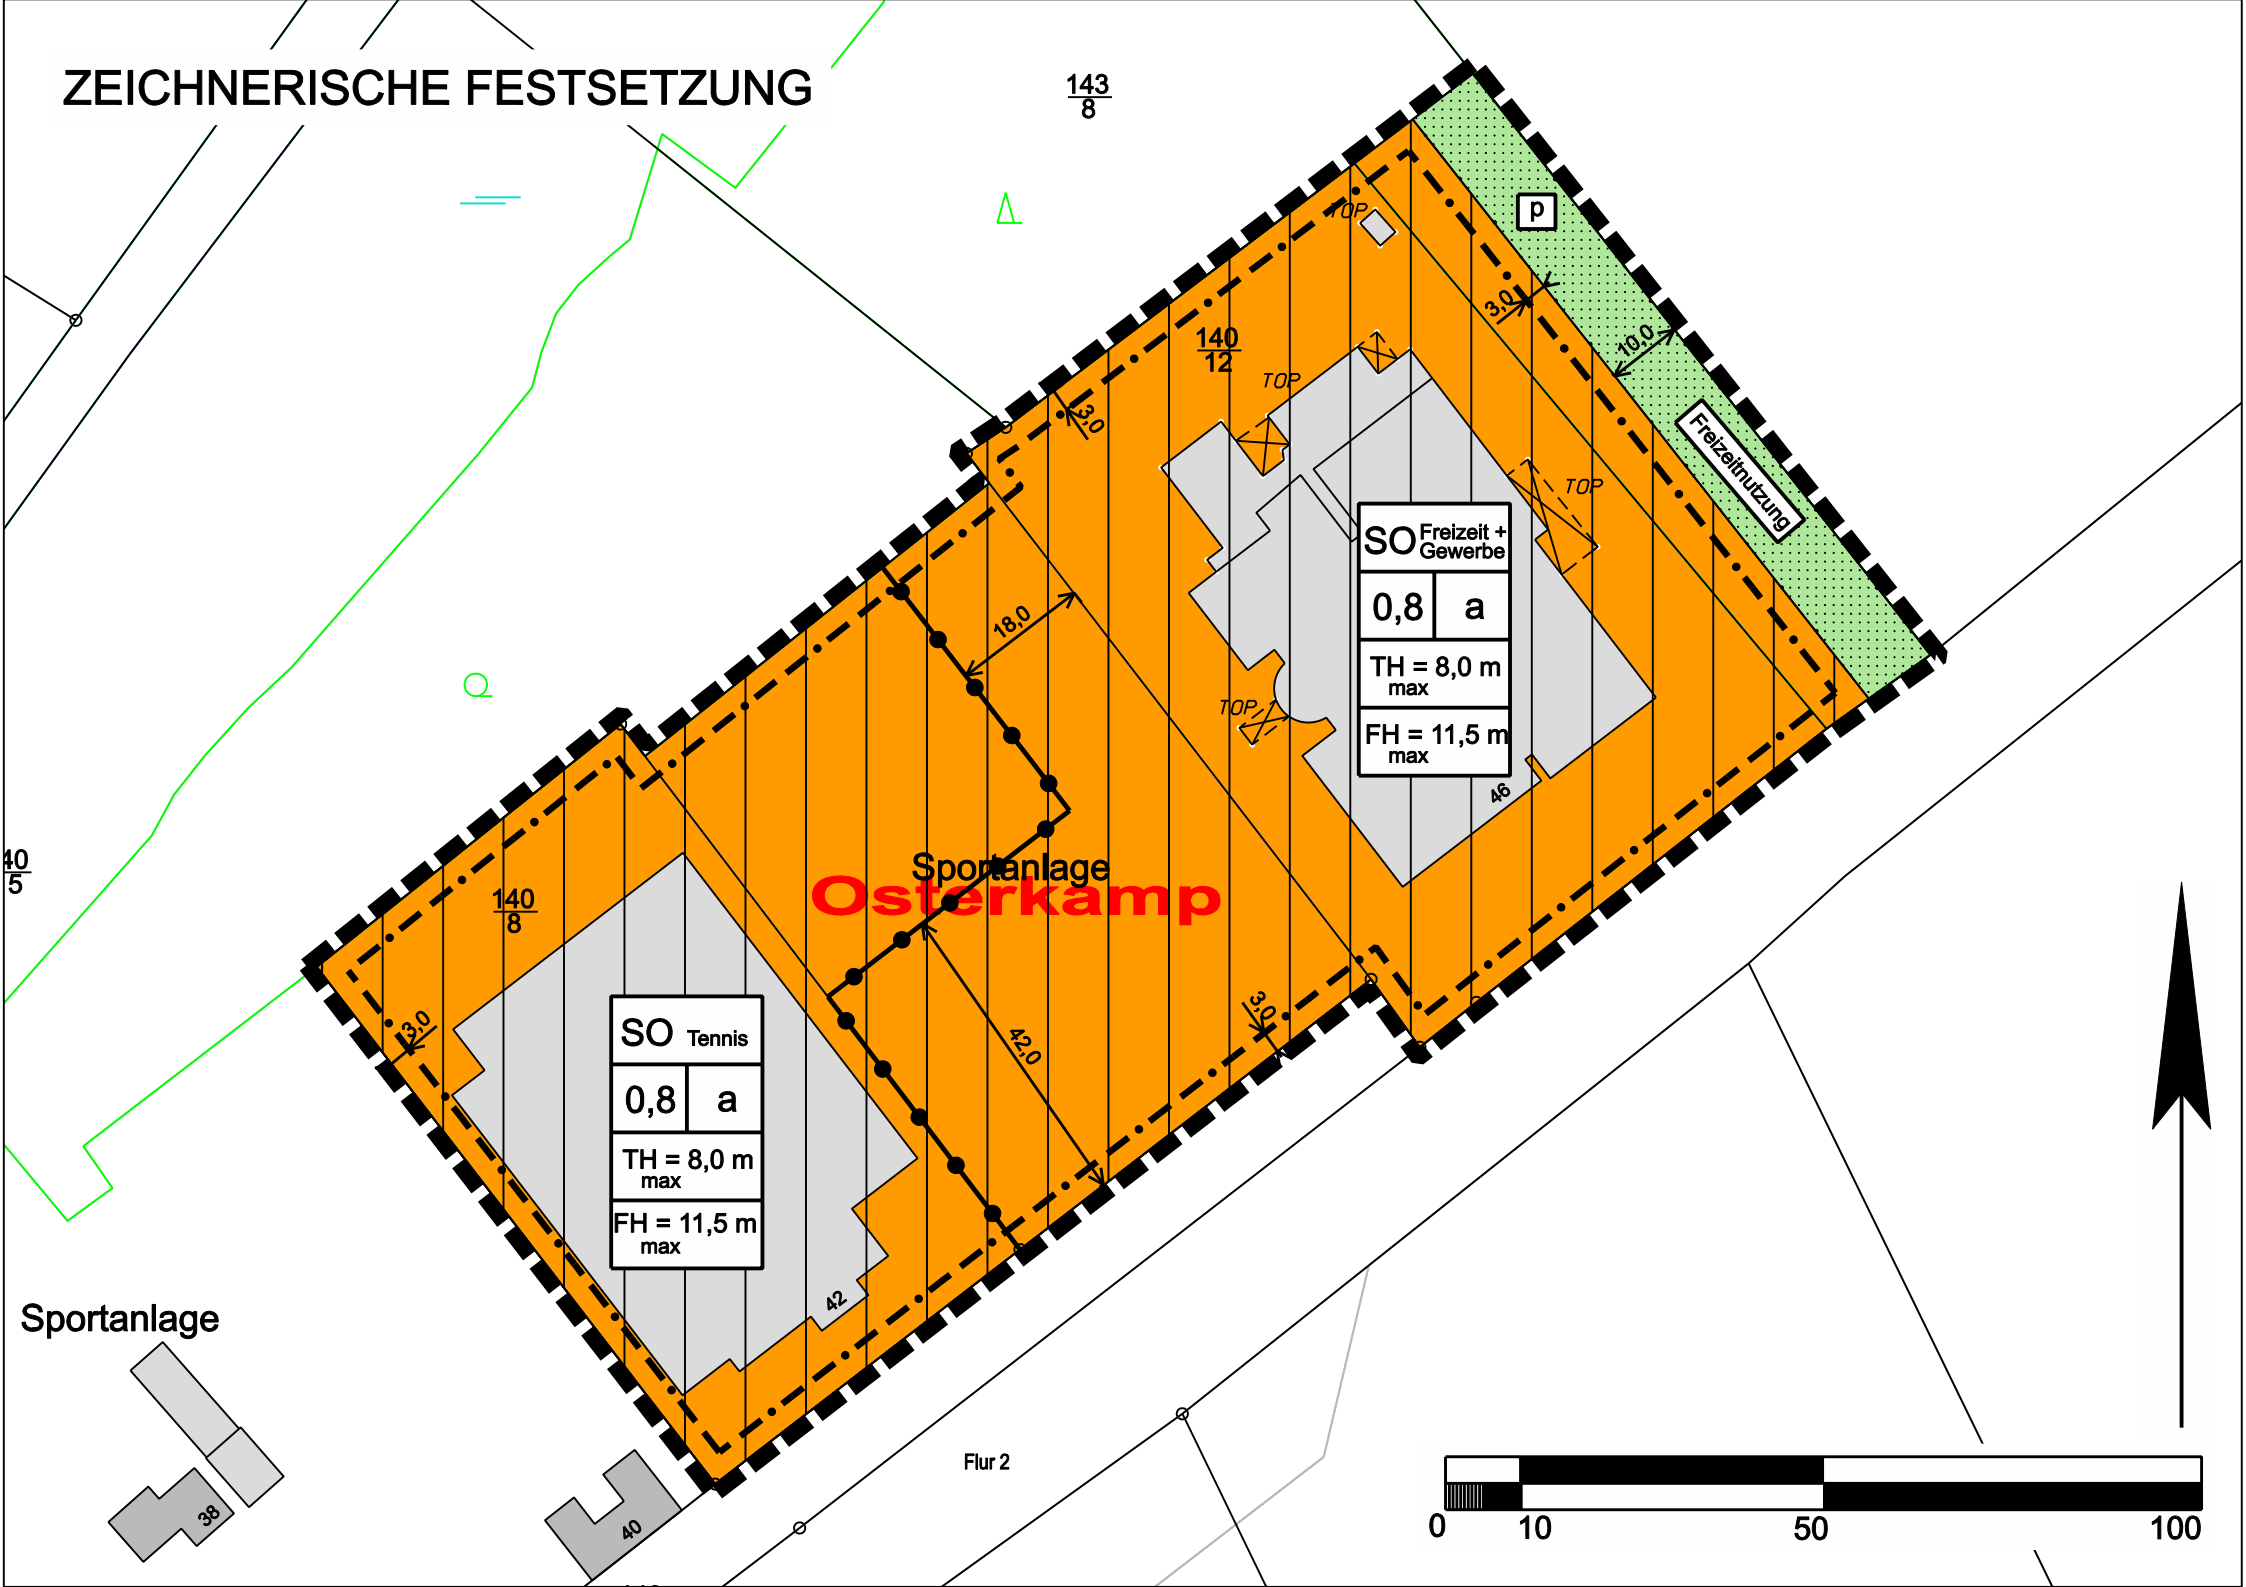 ZEICHNERISCHE FESTSETZUNG
143
8
TOP
p
3,0
10,0
140
12
TOP
3,0
Freizeitnutzung
TOP
SO Freizeit +
Gewerbe
0,8 a
TH = 8,0 m
max
FH = 11,5 m
max
18,0
TOP
46
40
5
Sportanlage
Osterkamp
140
8
3,0
3,0
42,0
SO Tennis
0,8 a
TH = 8,0 m
max
FH = 11,5 m
max
42
Sportanlage
38
40
Flur 2
0 10 50 100